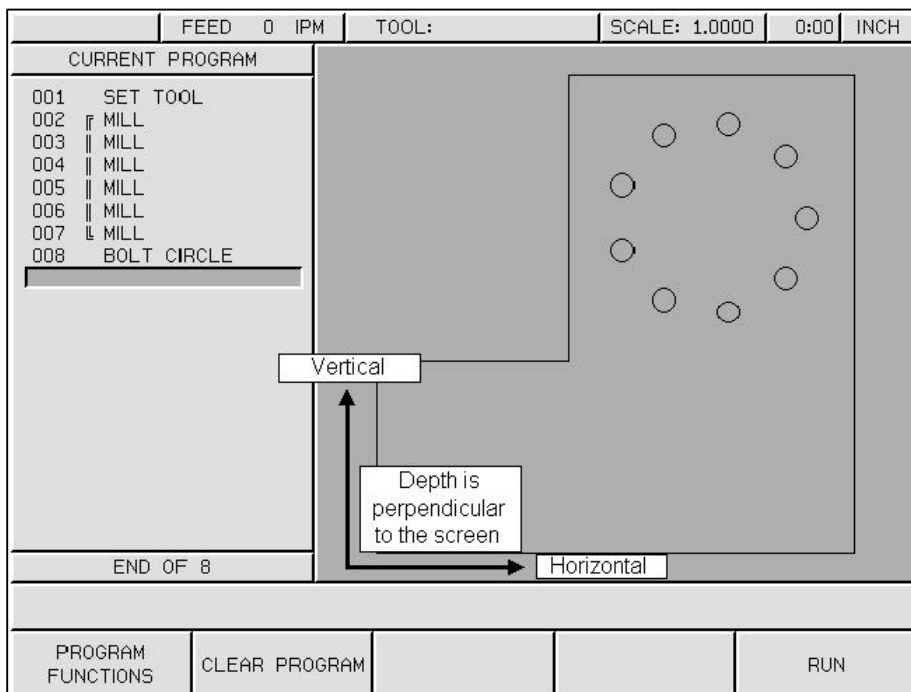 FEED 0 IPM TOOL: SCALE: 1.0000 0:00 INCH
CURRENT PROGRAM
001 SET TOOL
002 MILL
003 MILL
004 MILL
005 MILL
006 MILL
007 MILL
008 BOLT CIRCLE
END OF 8
Vertical
Depth is
perpendicular
to the screen
Horizontal
PROGRAM
FUNCTIONS
CLEAR PROGRAM
RUN